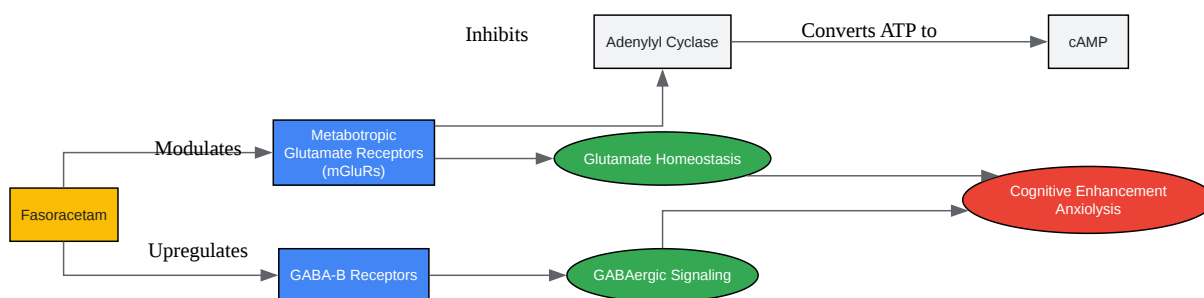 Inhibits
Adenylyl Cyclase
Converts ATP to
cAMP
Modulates
Metabotropic
Glutamate Receptors
(mGluRs)
Glutamate Homeostasis
Fasoracetam
Cognitive Enhancement
Anxiolysis
Upregulates
GABA-B Receptors
GABAergic Signaling